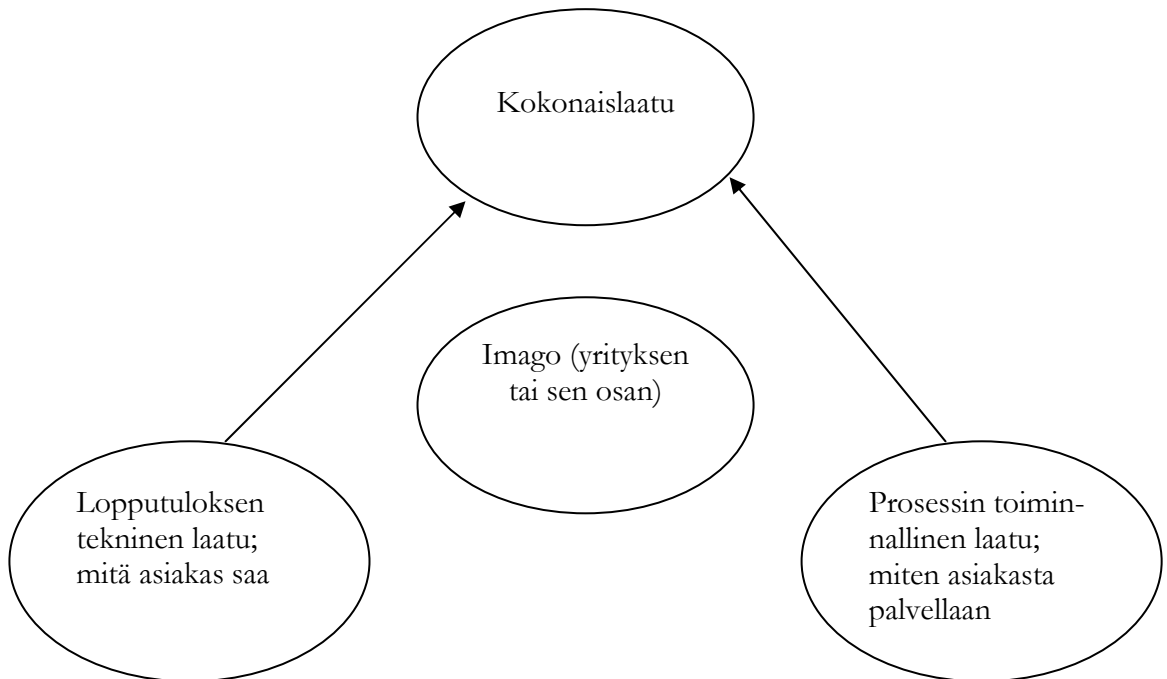 Kokonaislaatu
Imago (yrityksen
tai sen osan)
Lopputuloksen
tekninen laatu;
mitä asiakas saa
Prosessin toimin-
nallinen laatu;
miten asiakasta
palvellaan